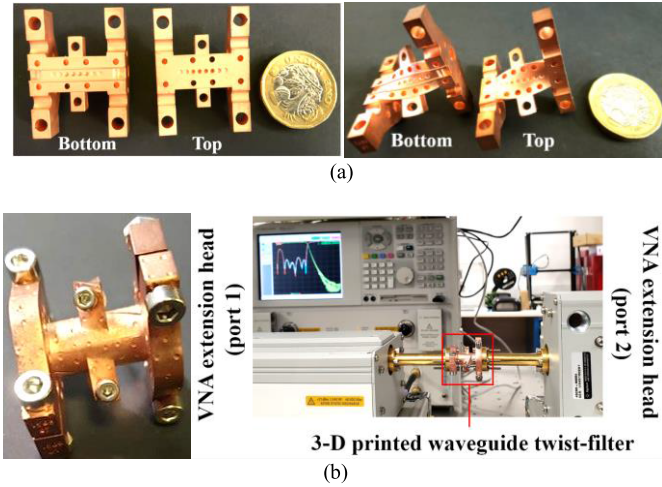 Bottom
Top
Bottom
Top
(a)
VNA extension head
(port 1)
VNA extension head
(port 2)
3-D printed waveguide twist-filter
(b)